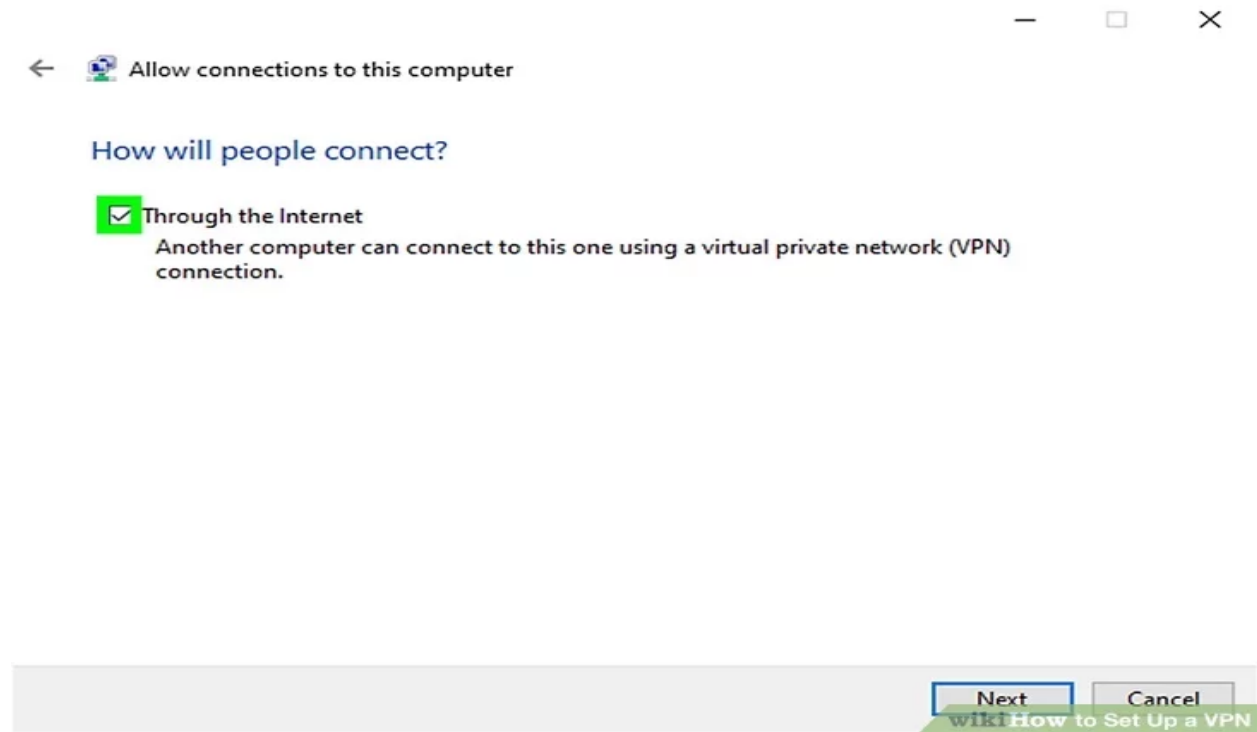 Allow connections to this computer
How will people connect?
Through the Internet
Another computer can connect to this one using a virtual private network (VPN)
connection.
Next Cancel
wikiHow to Set Up a VPN